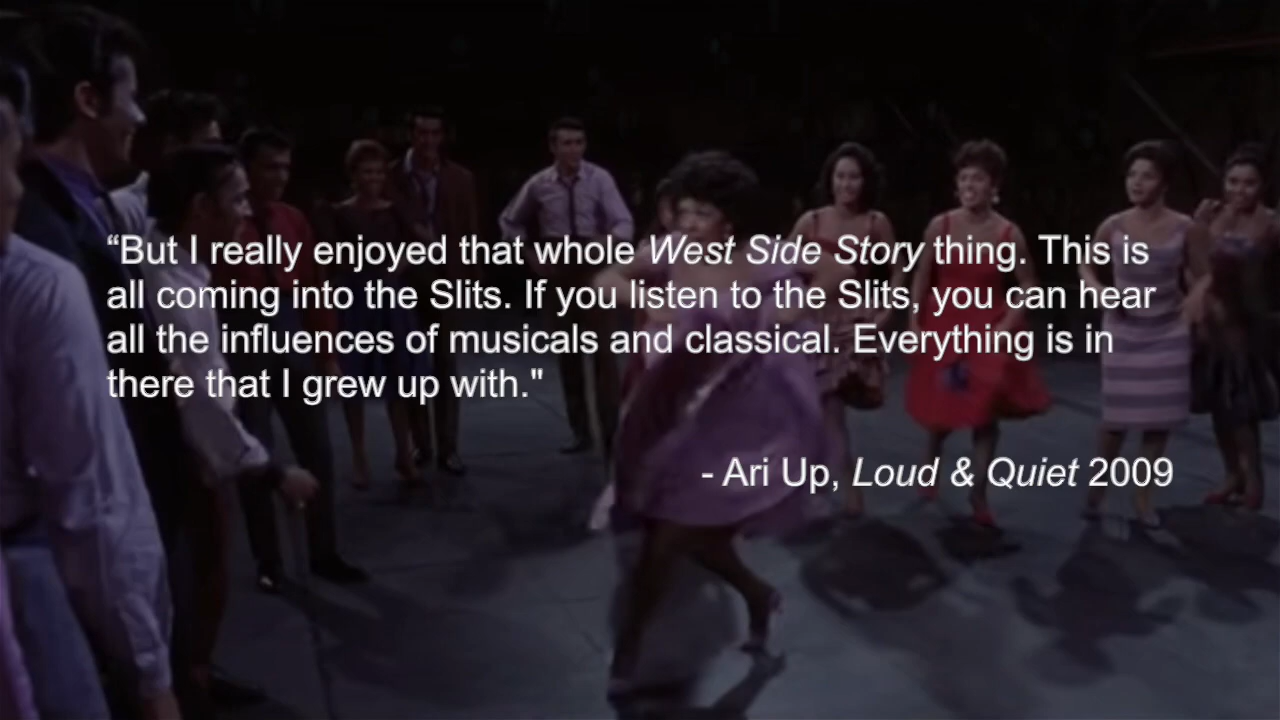 “But I really enjoyed that whole West Side Story thing. This is
all coming into the Slits. If you listen to the Slits, you can hear
all the influences of musicals and classical. Everything is in
there that I grew up with."
- Ari Up, Loud & Quiet 2009